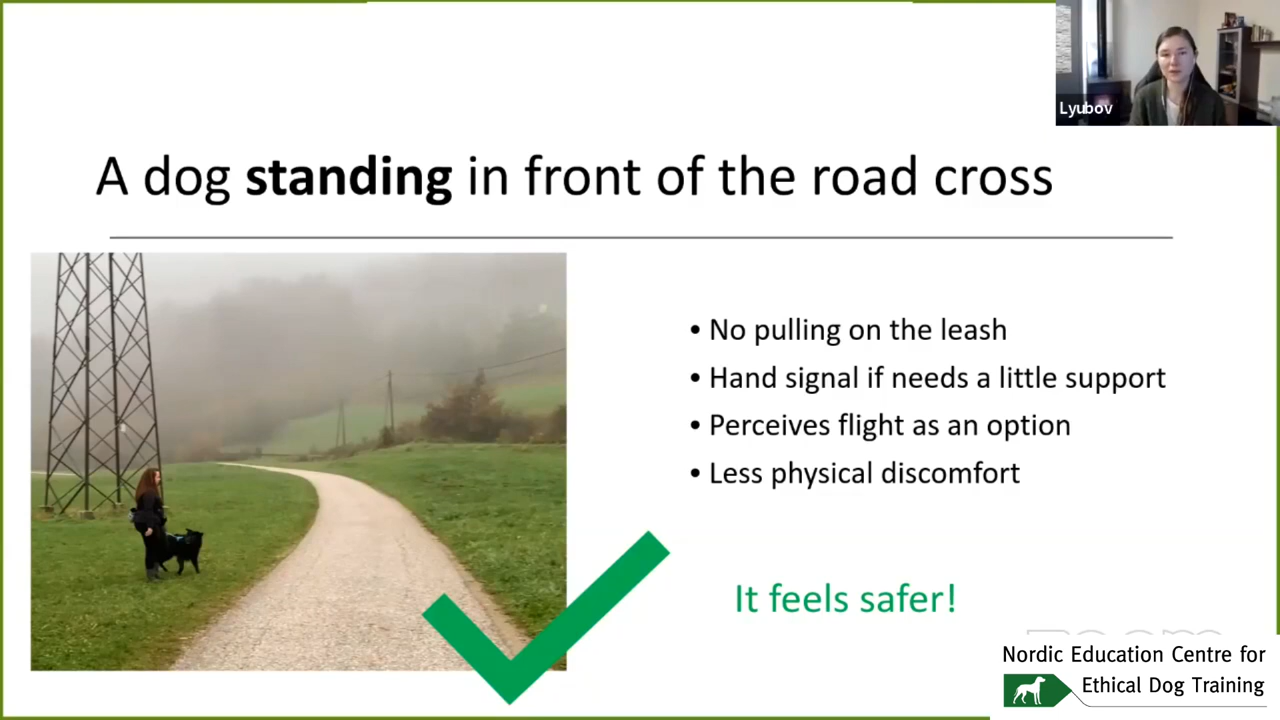 Lyubov
A dog standing in front of the road cross
• No pulling on the leash
• Hand signal if needs a little support
• Perceives flight as an option
• Less physical discomfort
It feels safer!
zoom
Nordic Education Centre for
Ethical Dog Training